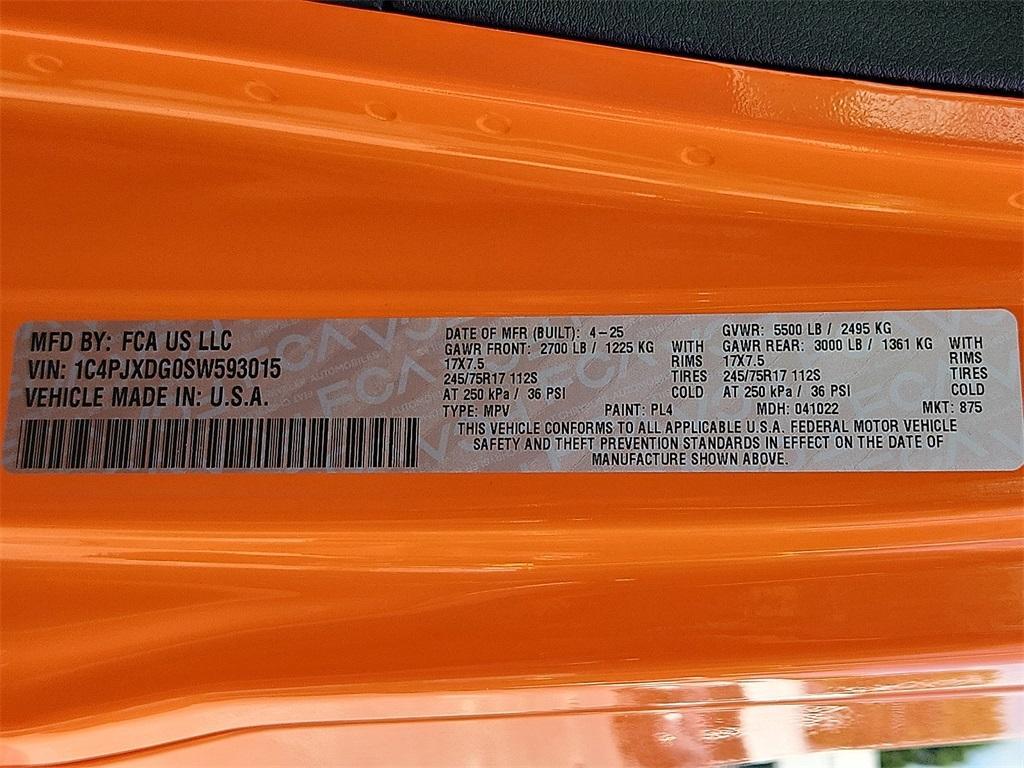 MFD BY: FCA US LLC
VIN: 1C4PJXDG0SW593015
VEHICLE MADE IN: U.S.A.
DATE OF MFR (BUILT): 4-25 GVWR: 5500 LB / 2495 KG
GAWR FRONT: 2700 LB / 1225 KG WITH GAWR REAR: 3000 LB / 1361 KG WITH
17X7.5 RIMS 17X7.5 RIMS
245/75R17 112S TIRES 245/75R17 112S TIRES
AT 250 kPa / 36 PSI COLD AT 250 kPa / 36 PSI COLD
TYPE: MPV PAINT: PL4 MDH: 041022 MKT: 875
THIS VEHICLE CONFORMS TO ALL APPLICABLE U.S.A. FEDERAL MOTOR VEHICLE
SAFETY AND THEFT PREVENTION STANDARDS IN EFFECT ON THE DATE OF
MANUFACTURE SHOWN ABOVE.